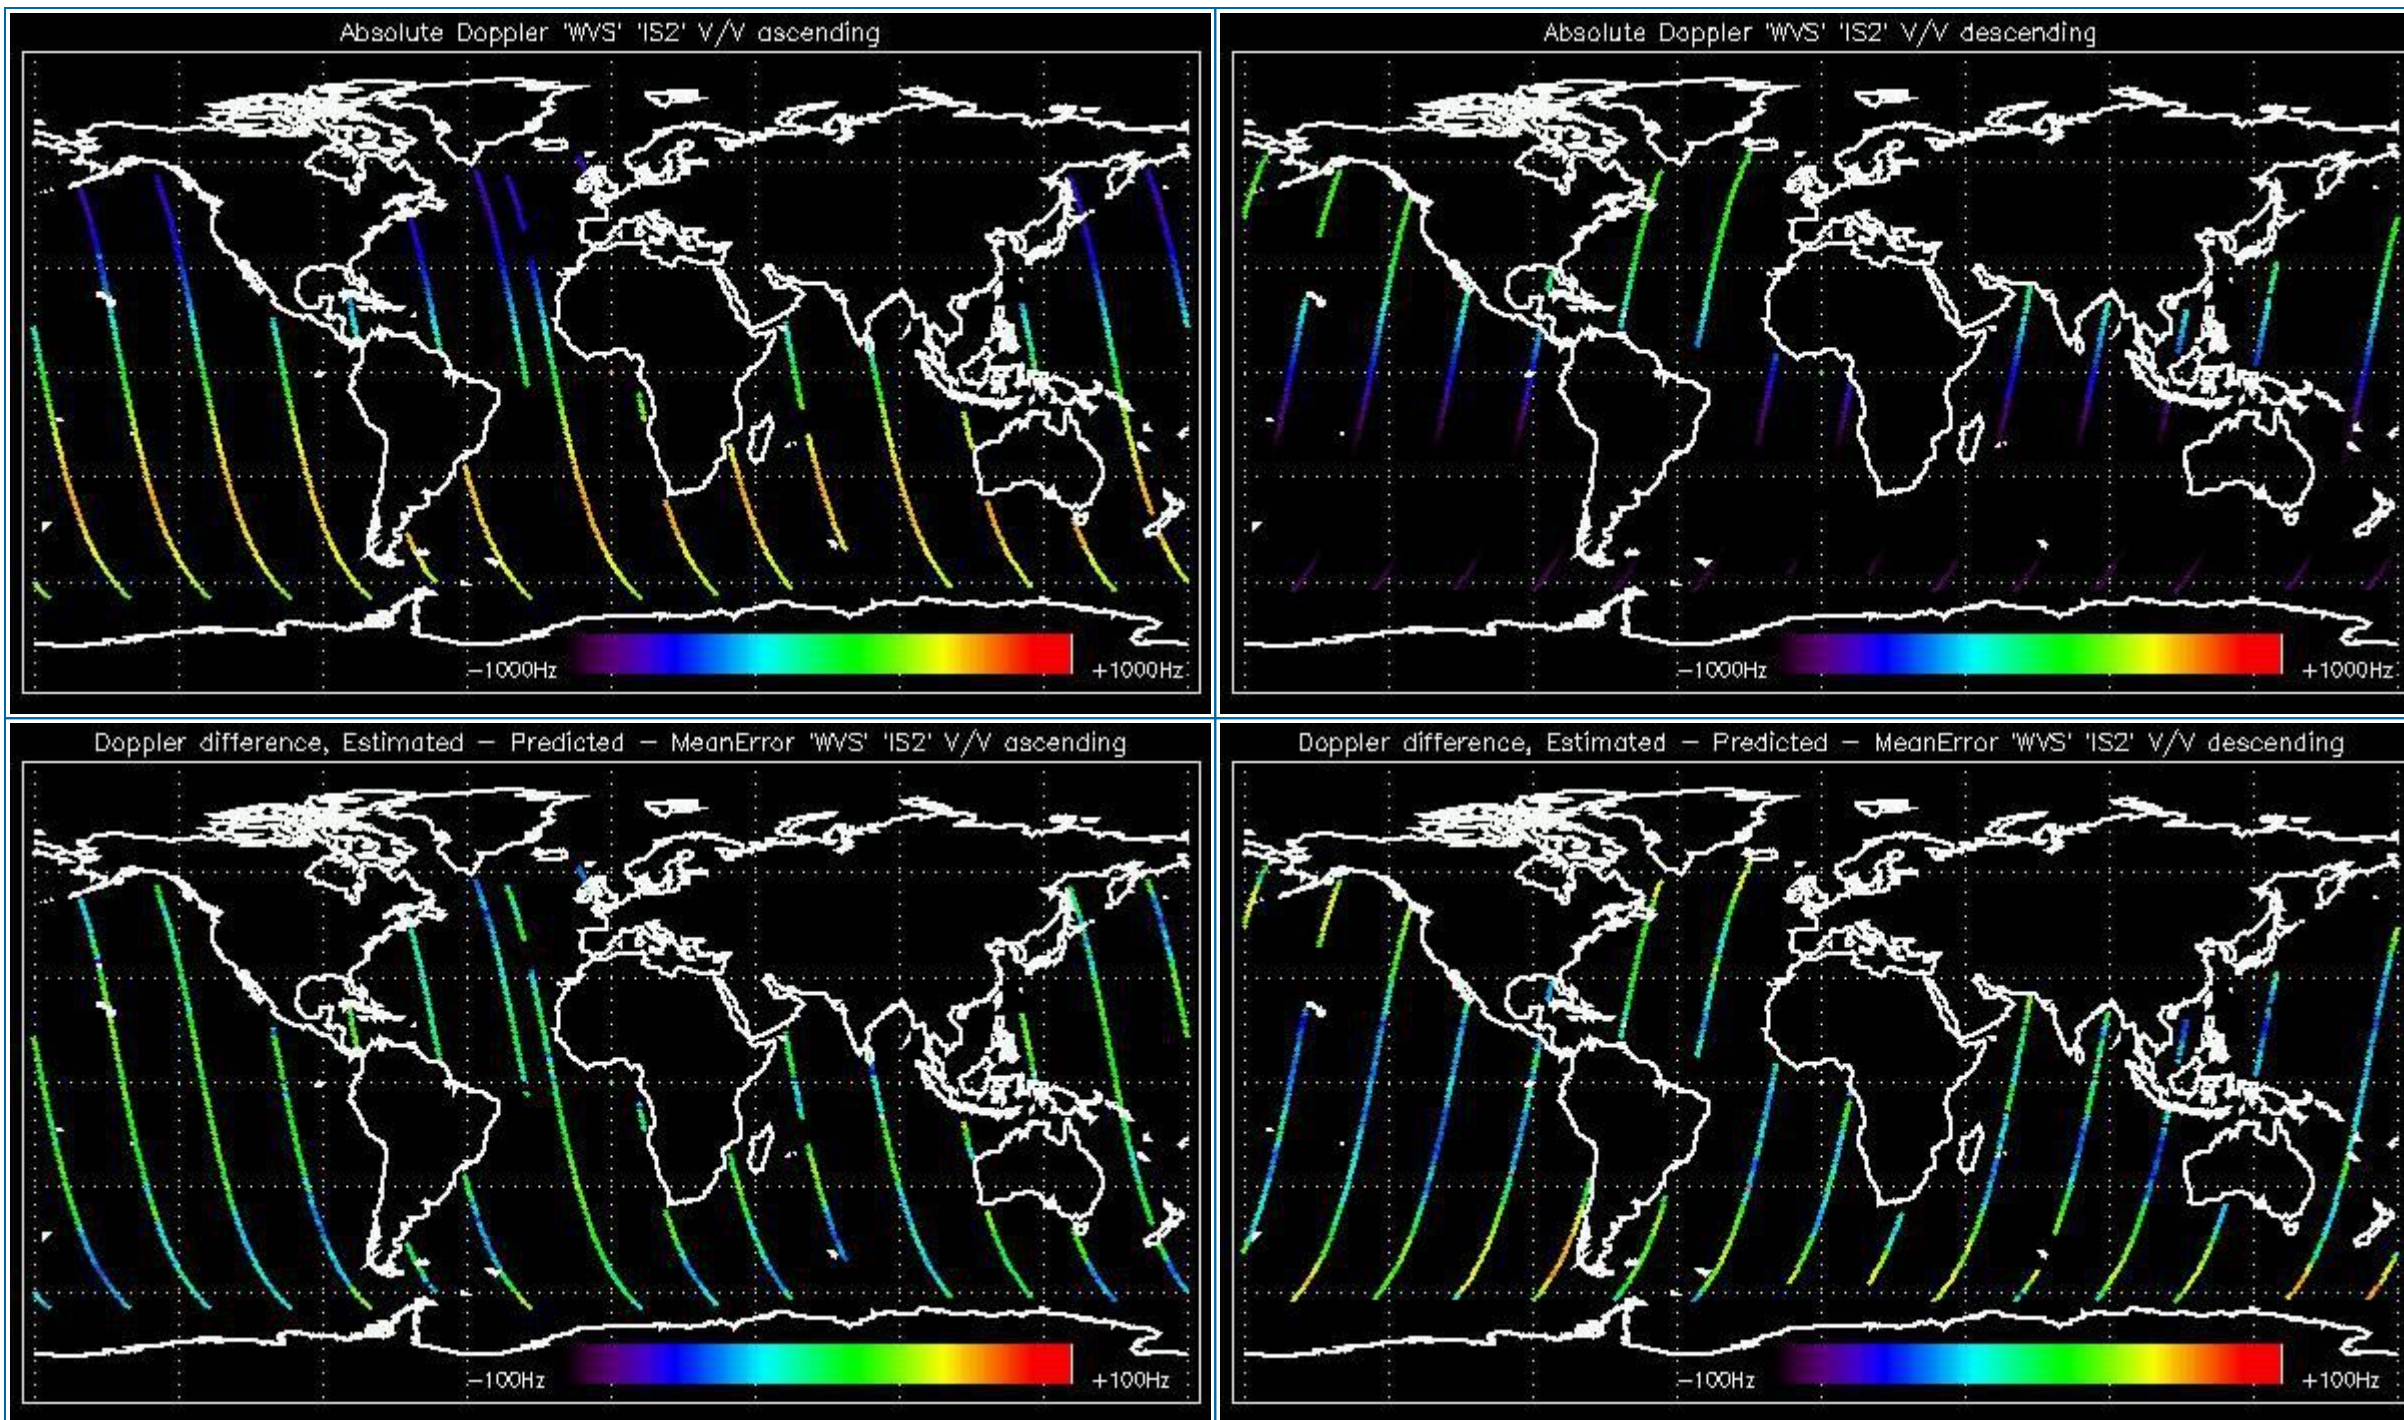 Absolute Doppler 'WVS' 'IS2' V/V ascending
Absolute Doppler 'WVS' 'IS2' V/V descending
-1000Hz
+1000Hz
-1000Hz
+1000Hz
Doppler difference, Estimated - Predicted - MeanError 'WVS' 'IS2' V/V ascending
Doppler difference, Estimated - Predicted - MeanError 'WVS' 'IS2' V/V descending
-100Hz
+100Hz
-100Hz
+100Hz